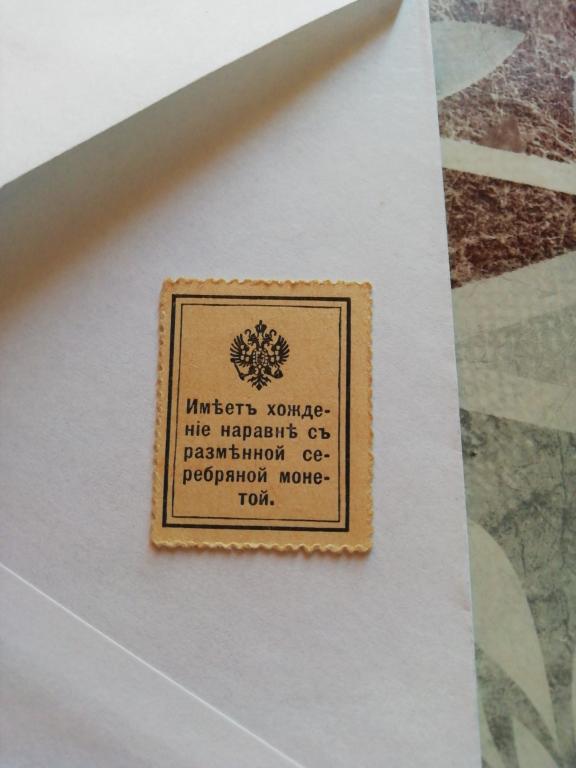 Имѣетъ хожде-
ніе наравнѣ съ
размѣнной се-
ребряной моне-
той.